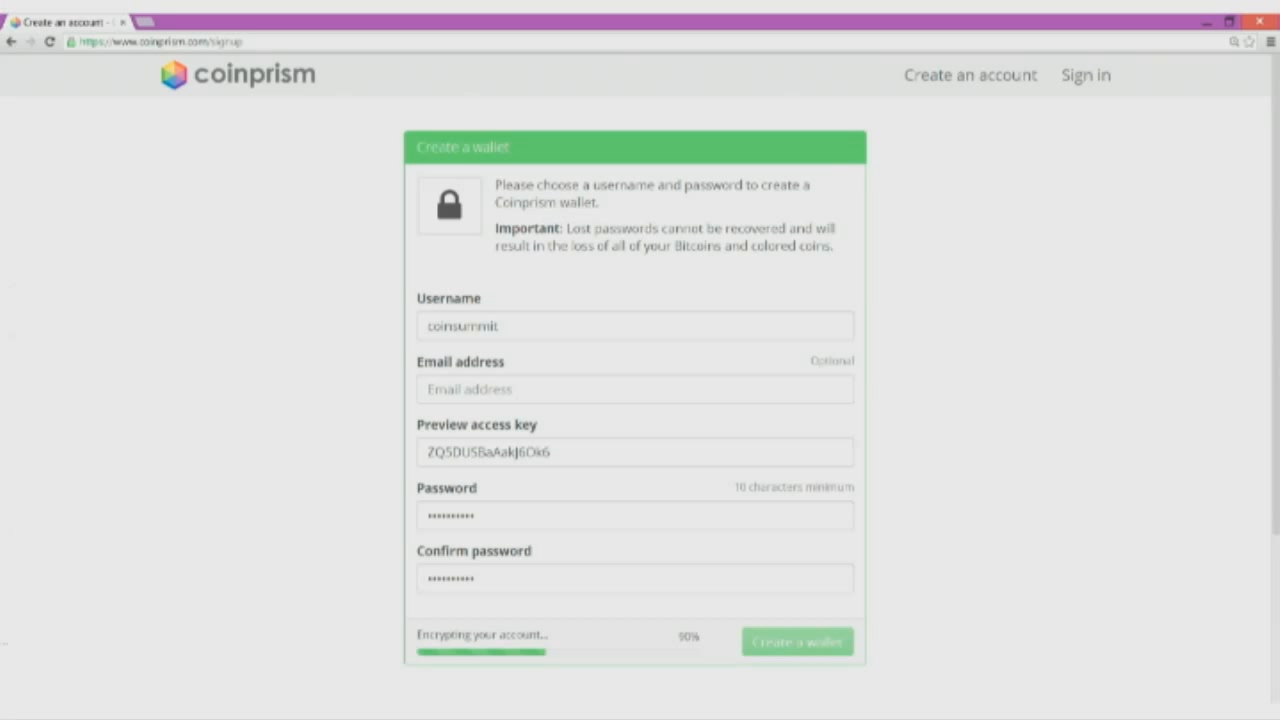 Create an account - C
https://www.coinprism.com/signup
coinprism
Create an account
Sign in
Create a wallet
Please choose a username and password to create a
Coinprism wallet.
Important: Lost passwords cannot be recovered and will
result in the loss of all of your Bitcoins and colored coins.
Username
coinsummit
Email address
Optional
Email address
Preview access key
ZQ5DUSBaAakJ6Ok6
Password
10 characters minimum
••••••••••
Confirm password
••••••••••
Encrypting your account...
90%
Create a wallet